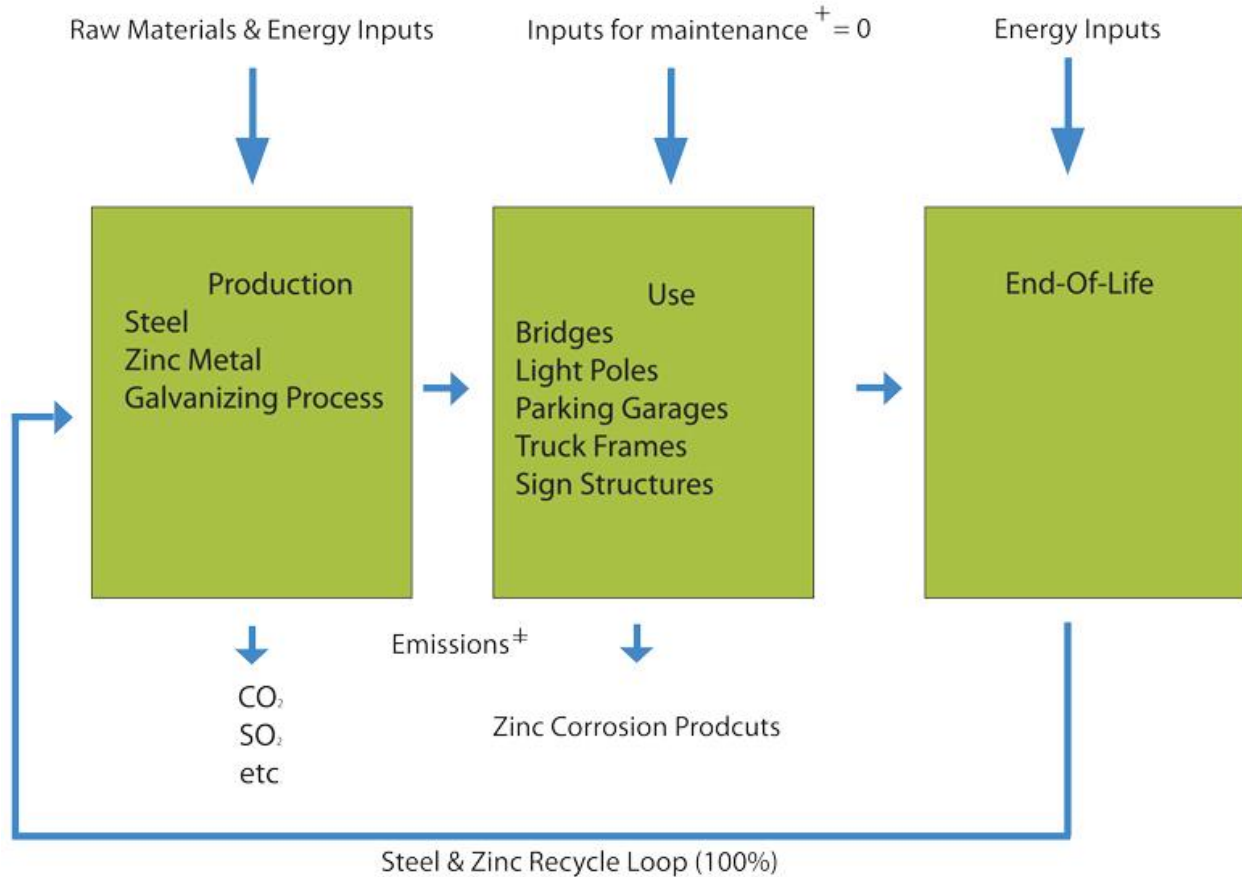 Raw Materials & Energy Inputs
Inputs for maintenance ⁺ = 0
Energy Inputs
Production
Steel
Zinc Metal
Galvanizing Process
Use
Bridges
Light Poles
Parking Garages
Truck Frames
Sign Structures
End-Of-Life
Emissions⧧
CO₂
SO₂
etc
Zinc Corrosion Prodcuts
Steel & Zinc Recycle Loop (100%)